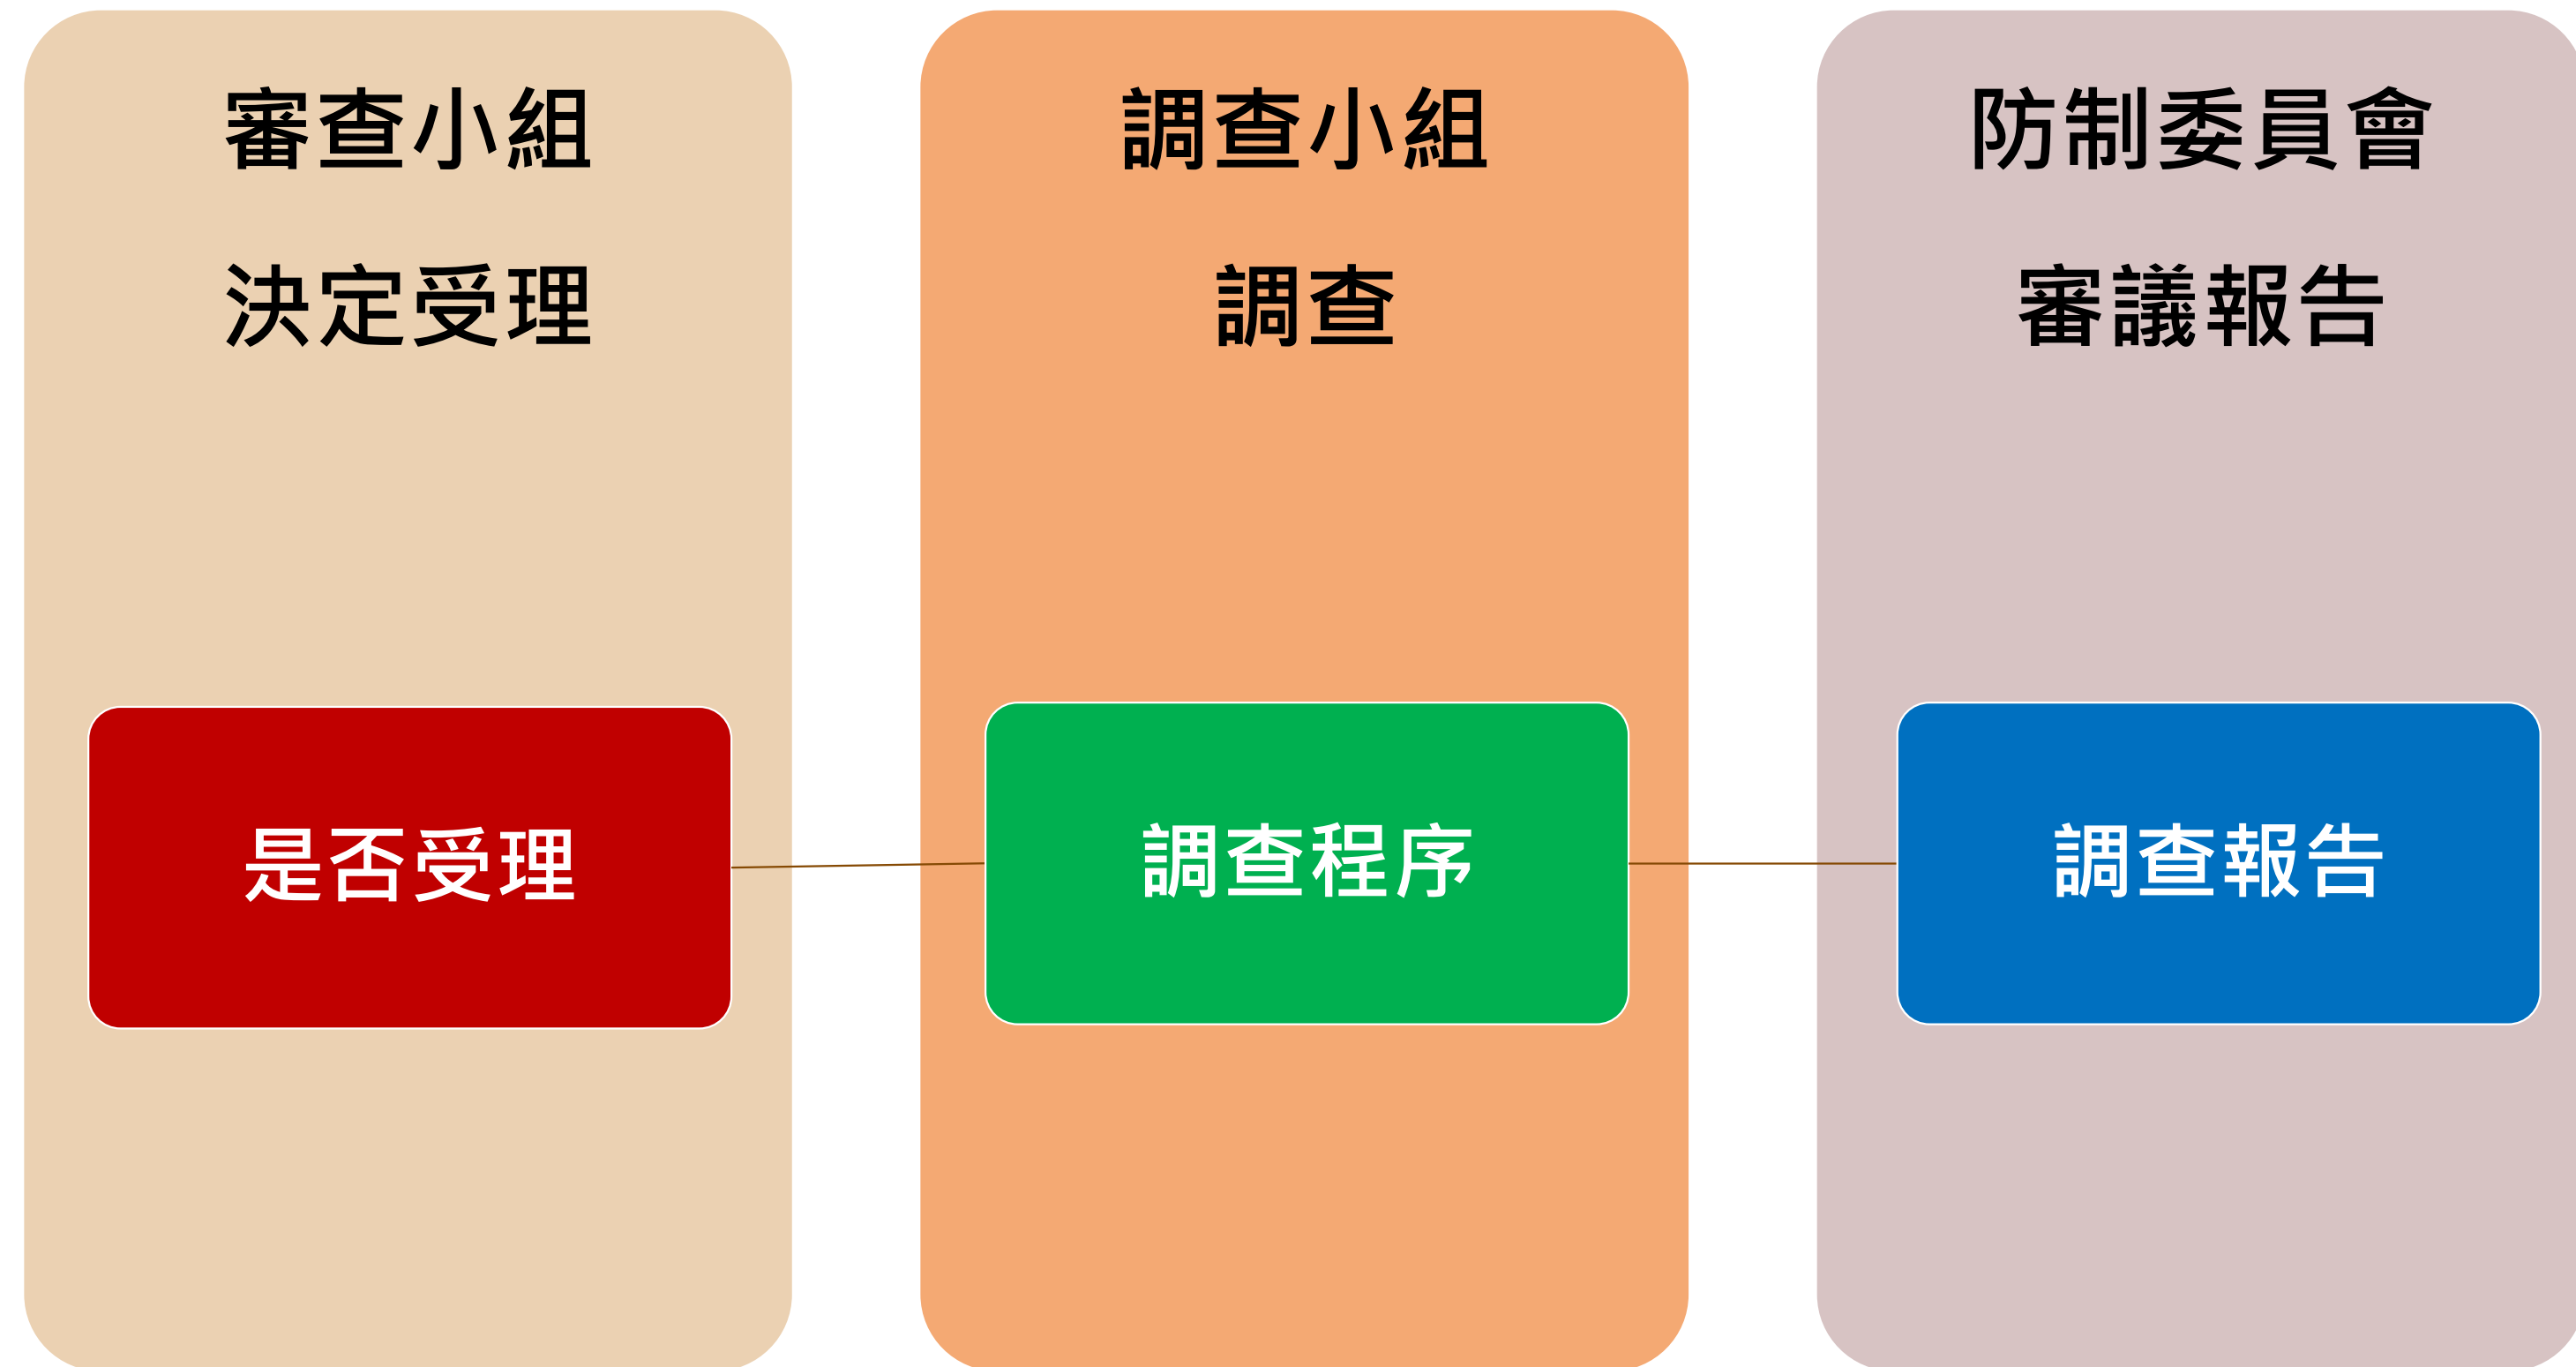 審查小組
決定受理
是否受理
調查小組
調查
調查程序
防制委員會
審議報告
調查報告